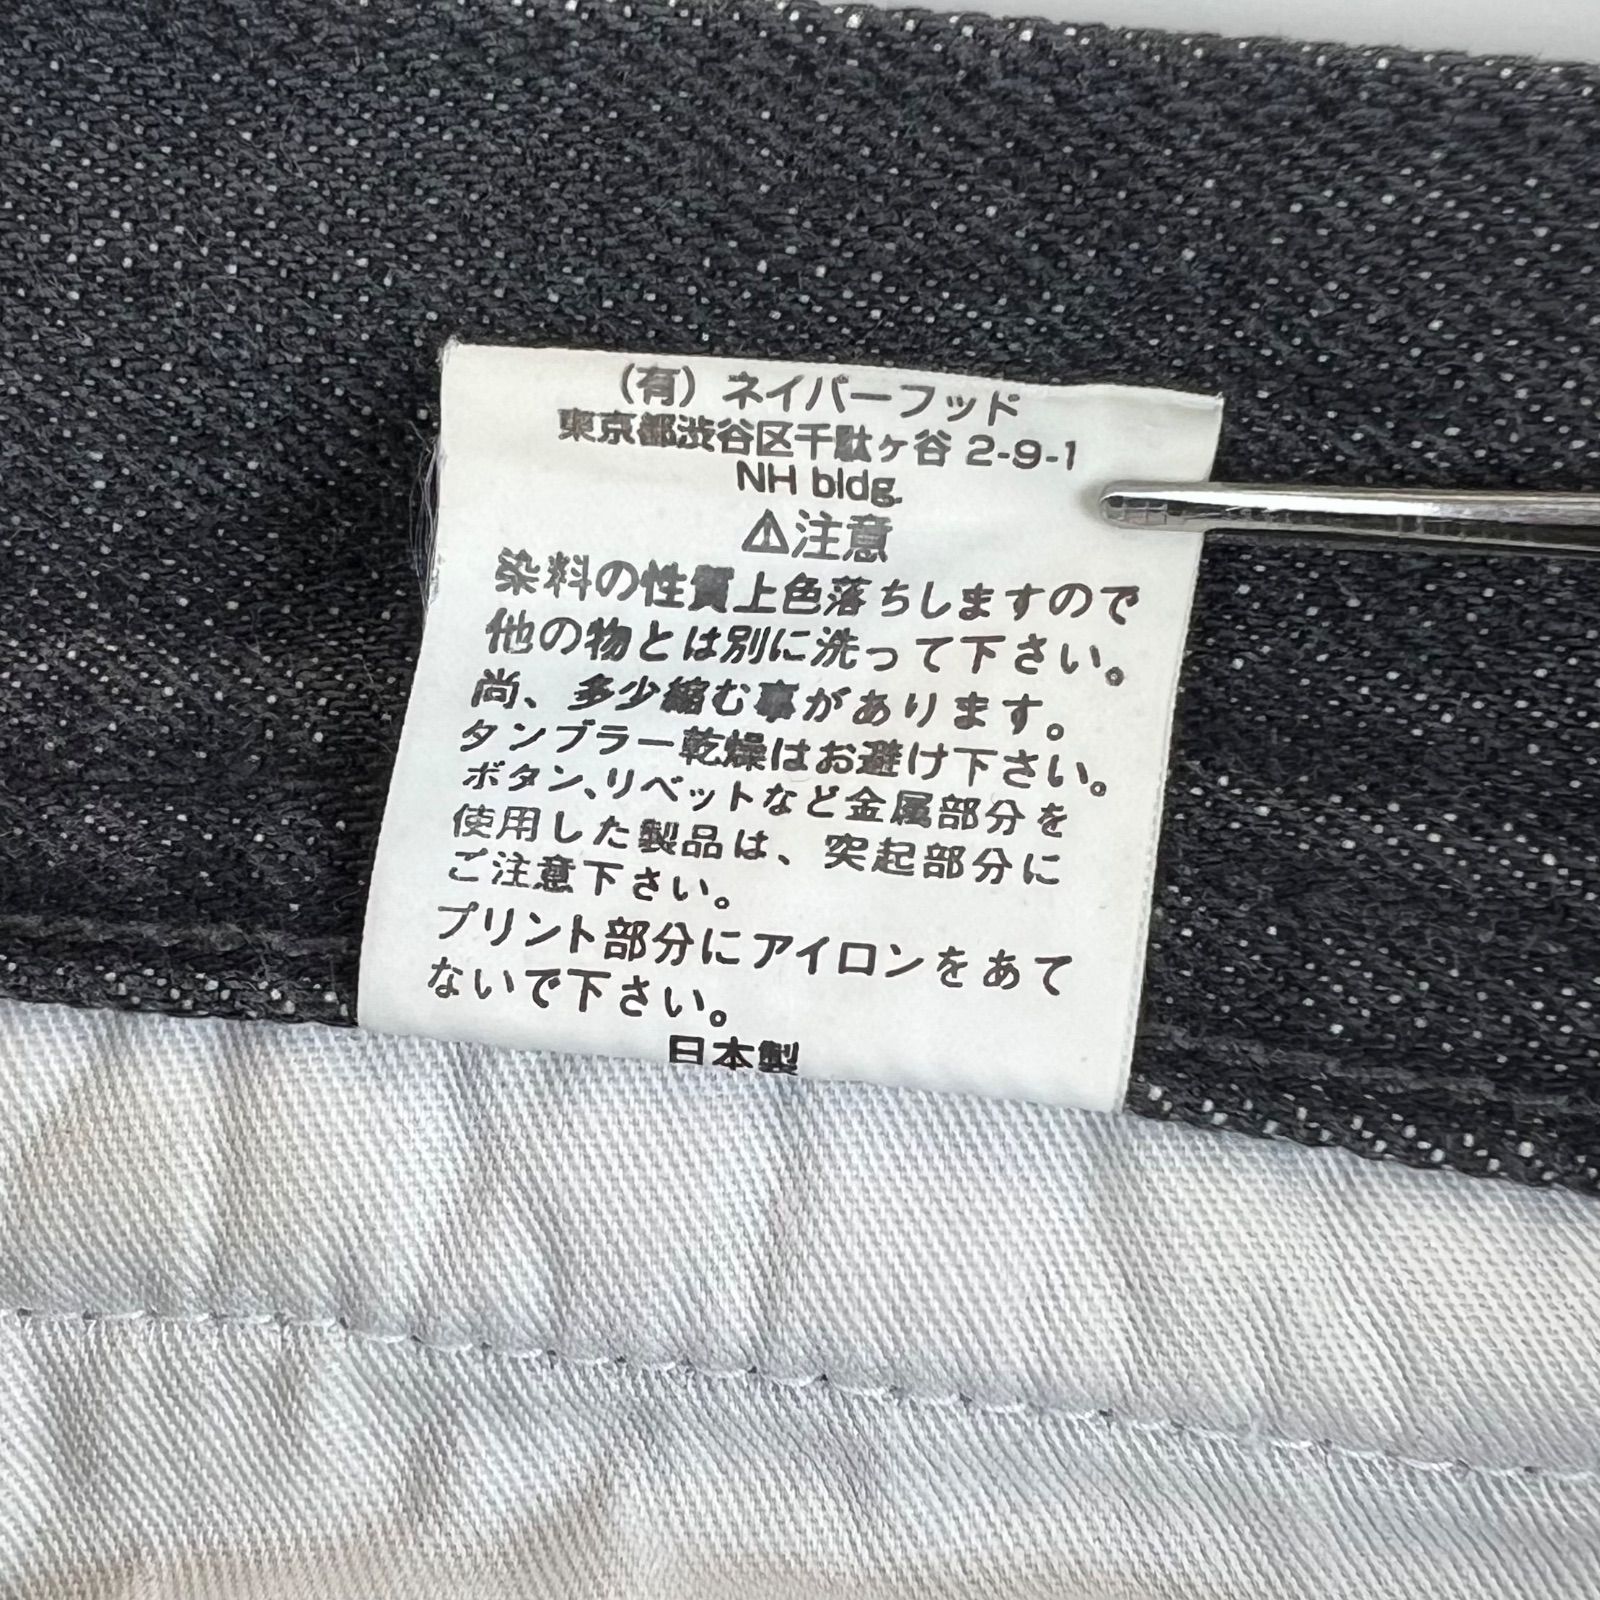 （有）ネイバーフッド
東京都渋谷区千駄ヶ谷 2-9-1
NH bldg.
⚠注意
染料の性質上色落ちしますので
他の物とは別に洗って下さい。
尚、多少縮む事があります。
タンブラー乾燥はお避け下さい。
ボタン、リベットなど金属部分を
使用した製品は、突起部分に
ご注意下さい。
プリント部分にアイロンをあて
ないで下さい。
日本製